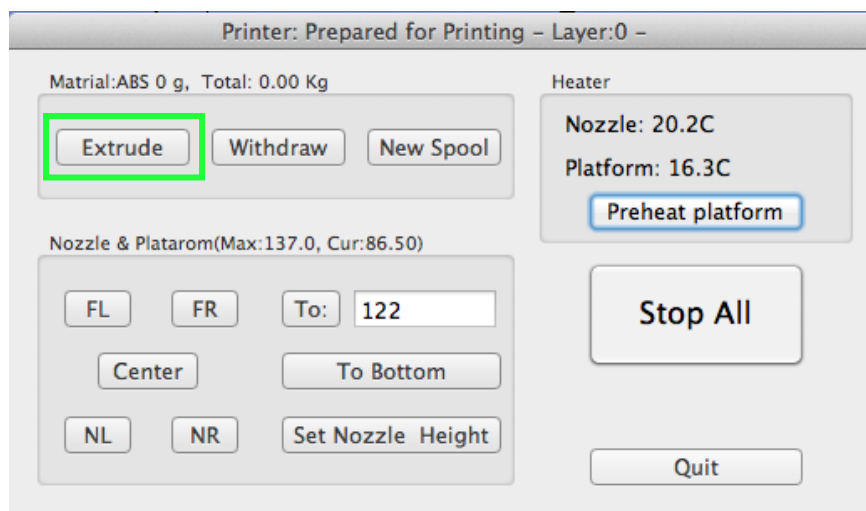 Printer: Prepared for Printing – Layer:0 –
Matrial:ABS 0 g,  Total: 0.00 Kg
Extrude
Withdraw
New Spool
Heater
Nozzle: 20.2C
Platform: 16.3C
Preheat platform
Nozzle & Platarom(Max:137.0, Cur:86.50)
FL
FR
To:
122
Center
To Bottom
NL
NR
Set Nozzle  Height
Stop All
Quit